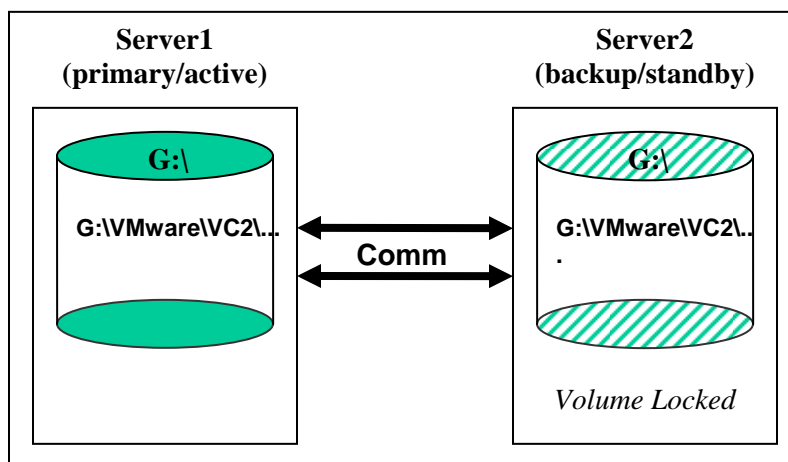 Server1
(primary/active)
Server2
(backup/standby)
G:\
G:\VMware\VC2\...
Comm
G:\
G:\VMware\VC2\..
.
Volume Locked